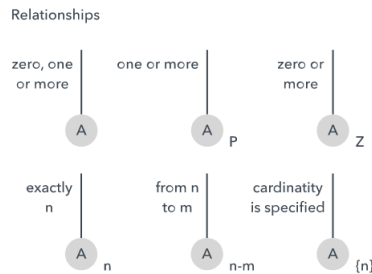 Relationships
zero, one
or more
A
one or more
A
P
zero or
more
A
Z
exactly
n
A
n
from n
to m
A
n-m
cardinatity
is specified
A
{n}